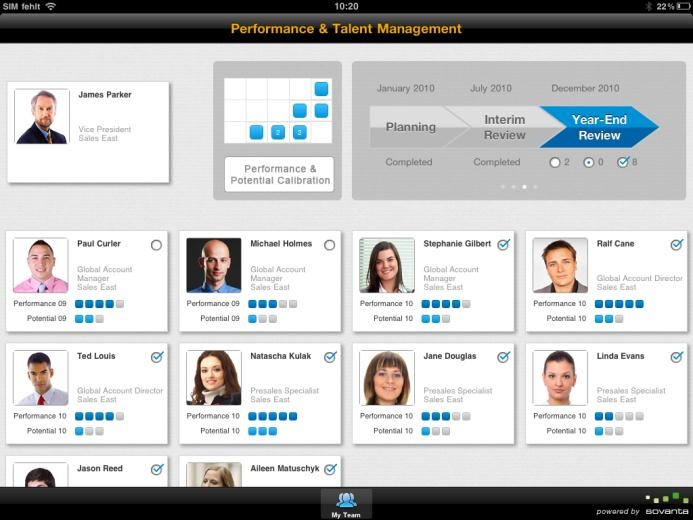 SIM fehlt
10:20
22%
Performance & Talent Management
James Parker
Vice President
Sales East
2
2
Performance &
Potential Calibration
January 2010
July 2010
December 2010
Planning
Interim
Review
Year-End
Review
Completed
Completed
2
0
8
Paul Curler
Global Account
Manager
Sales East
Performance 09
Potential 09
Michael Holmes
Global Account
Manager
Sales East
Performance 09
Potential 09
Stephanie Gilbert
Global Account
Manager
Sales East
Performance 10
Potential 10
Ralf Cane
Global Account Director
Sales East
Performance 10
Potential 10
Ted Louis
Global Account Director
Sales East
Performance 10
Potential 10
Natascha Kulak
Presales Specialist
Sales East
Performance 10
Potential 10
Jane Douglas
Presales Specialist
Sales East
Performance 10
Potential 10
Linda Evans
Presales Specialist
Sales East
Performance 10
Potential 10
Jason Reed
Aileen Matuschyk
My Team
powered by sovanta